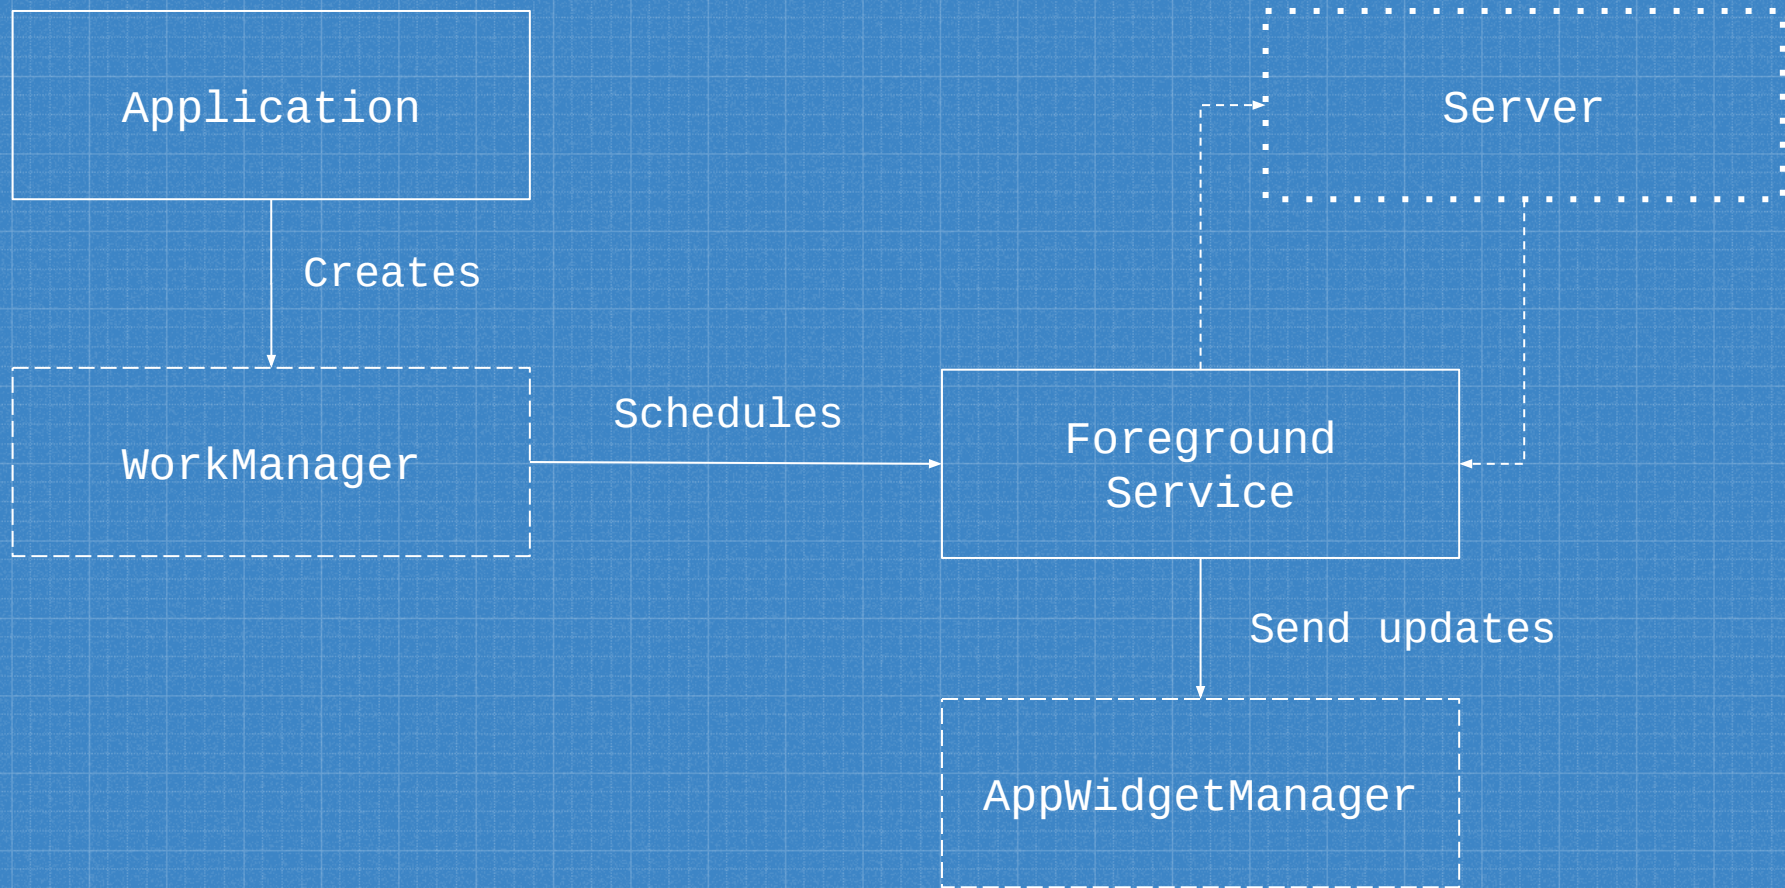 Application
Server
Creates
Schedules
WorkManager
Foreground
Service
Send updates
AppWidgetManager